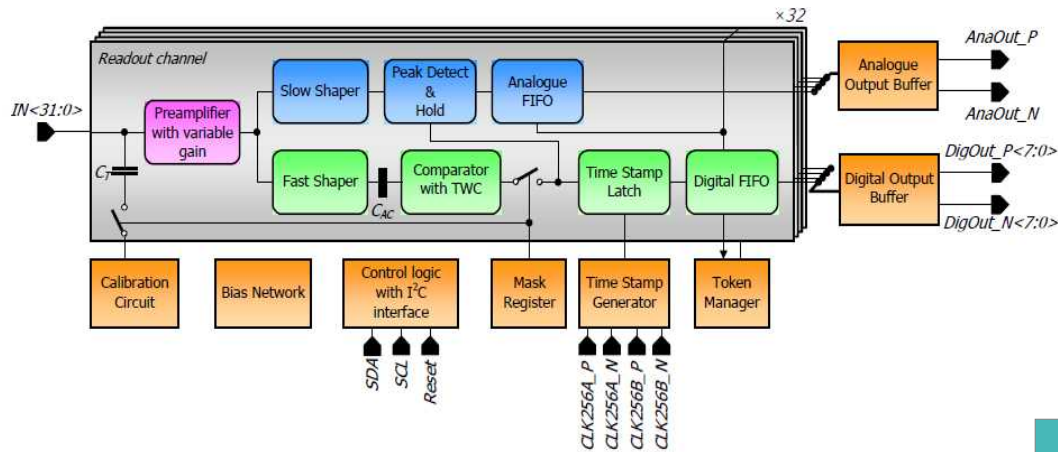 ×32
Readout channel
IN<31:0>
Preamplifier
with variable
gain
Slow Shaper
Peak Detect
&
Hold
Analogue
FIFO
Analogue
Output Buffer
AnaOut_P
AnaOut_N
C_T
Fast Shaper
C_AC
Comparator
with TWC
Time Stamp
Latch
Digital FIFO
Digital Output
Buffer
DigOut_P<7:0>
DigOut_N<7:0>
Calibration
Circuit
Bias Network
Control logic
with I²C
interface
Mask
Register
Time Stamp
Generator
Token
Manager
SDA
SCL
Reset
CLK256A_P
CLK256A_N
CLK256B_P
CLK256B_N